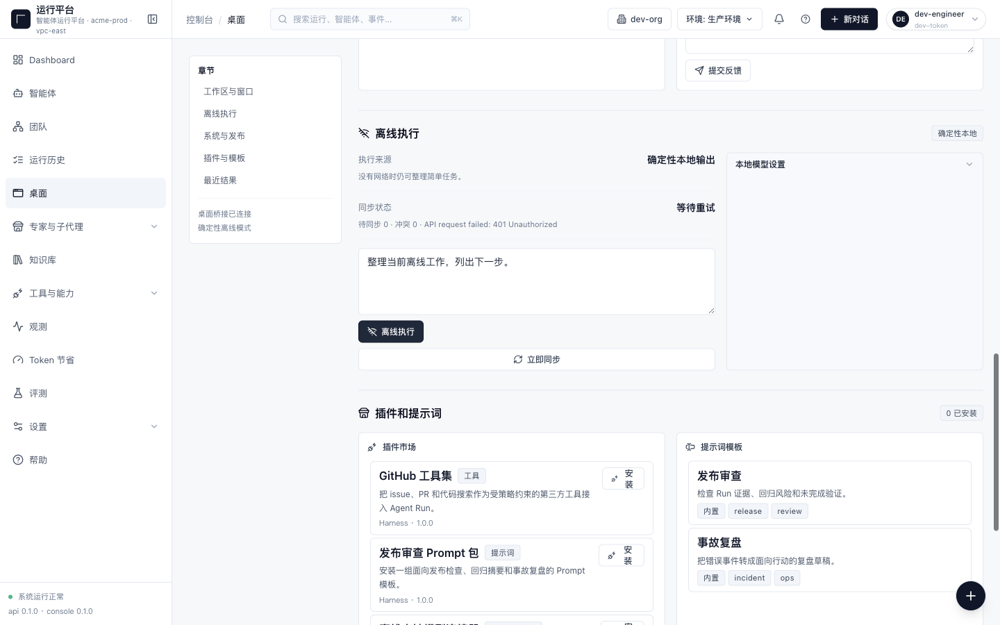 运行平台
智能体运行平台 · acme-prod ·
vpc-east
控制台 / 桌面
搜索运行、智能体、事件...
⌘K
dev-org
环境: 生产环境
新对话
DE
dev-engineer
dev-token
Dashboard
智能体
团队
运行历史
桌面
专家与子代理
知识库
工具与能力
观测
Token 节省
评测
设置
帮助
系统运行正常
api 0.1.0 · console 0.1.0
章节
工作区与窗口
离线执行
系统与发布
插件与模板
最近结果
桌面桥接已连接
确定性离线模式
提交反馈
离线执行
确定性本地
执行来源
确定性本地输出
没有网络时仍可整理简单任务。
同步状态
等待重试
待同步 0 · 冲突 0 · API request failed: 401 Unauthorized
整理当前离线工作，列出下一步。
离线执行
立即同步
本地模型设置
插件和提示词
0 已安装
插件市场
GitHub 工具集
工具
安
装
把 issue、PR 和代码搜索作为受策略约束的第三方工具接
入 Agent Run。
Harness · 1.0.0
发布审查 Prompt 包
提示词
安
装
安装一组面向发布检查、回归摘要和事故复盘的 Prompt
模板。
Harness · 1.0.0
提示词模板
发布审查
检查 Run 证据、回归风险和未完成验证。
内置
release
review
事故复盘
把错误事件转成面向行动的复盘草稿。
内置
incident
ops